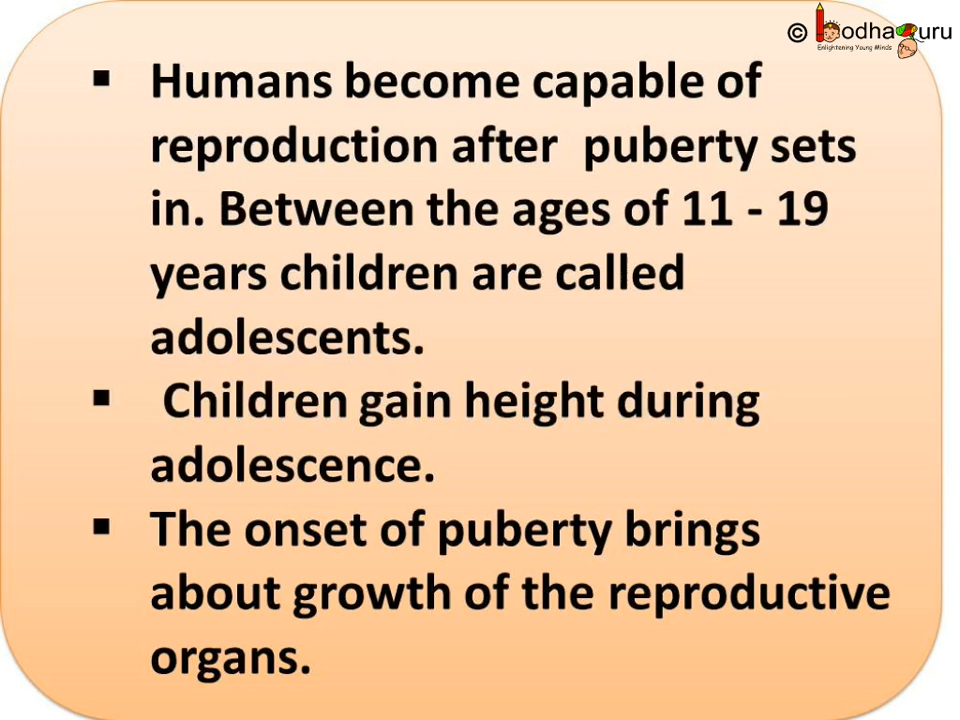 © BodhaGuru
Enlightening Young Minds
▪ Humans become capable of
reproduction after puberty sets
in. Between the ages of 11 - 19
years children are called
adolescents.
▪ Children gain height during
adolescence.
▪ The onset of puberty brings
about growth of the reproductive
organs.